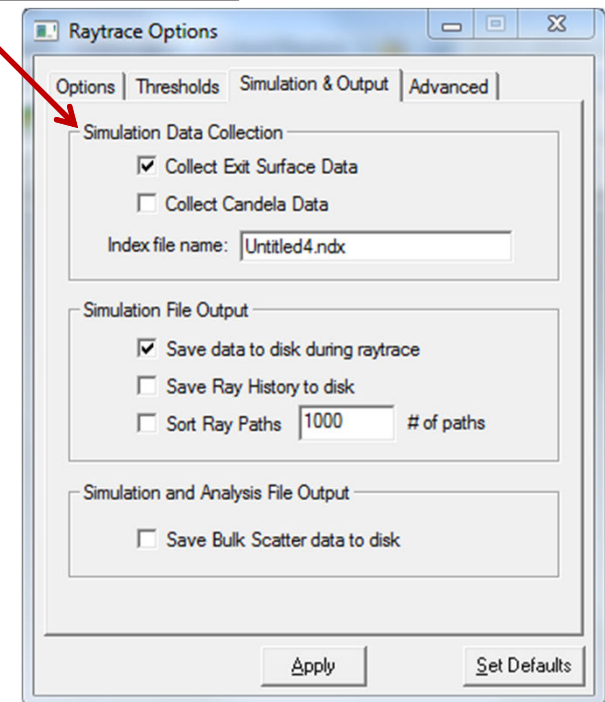 Raytrace Options
Options Thresholds Simulation & Output Advanced
Simulation Data Collection
Collect Exit Surface Data
Collect Candela Data
Index file name: Untitled4.ndx
Simulation File Output
Save data to disk during raytrace
Save Ray History to disk
Sort Ray Paths 1000 # of paths
Simulation and Analysis File Output
Save Bulk Scatter data to disk
Apply Set Defaults